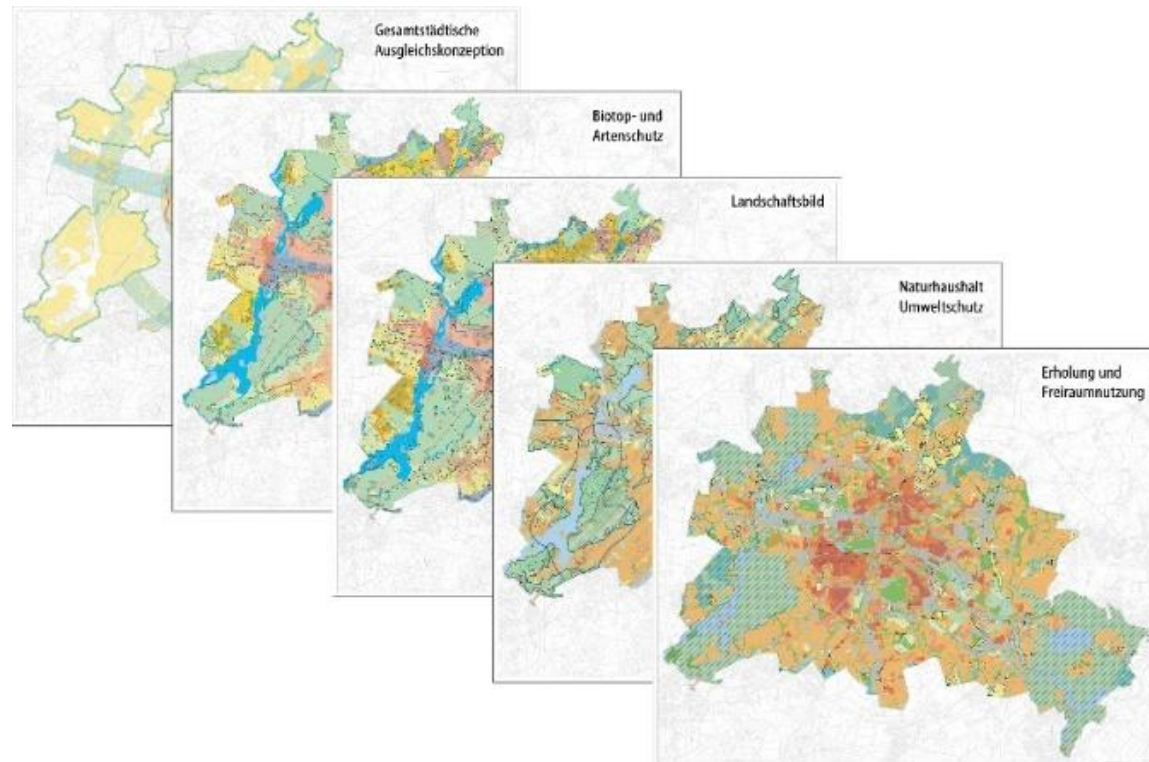 Gesamtstädtische
Ausgleichskonzeption
Biotop- und
Artenschutz
Landschaftsbild
Naturhaushalt
Umweltschutz
Erholung und
Freiraumnutzung